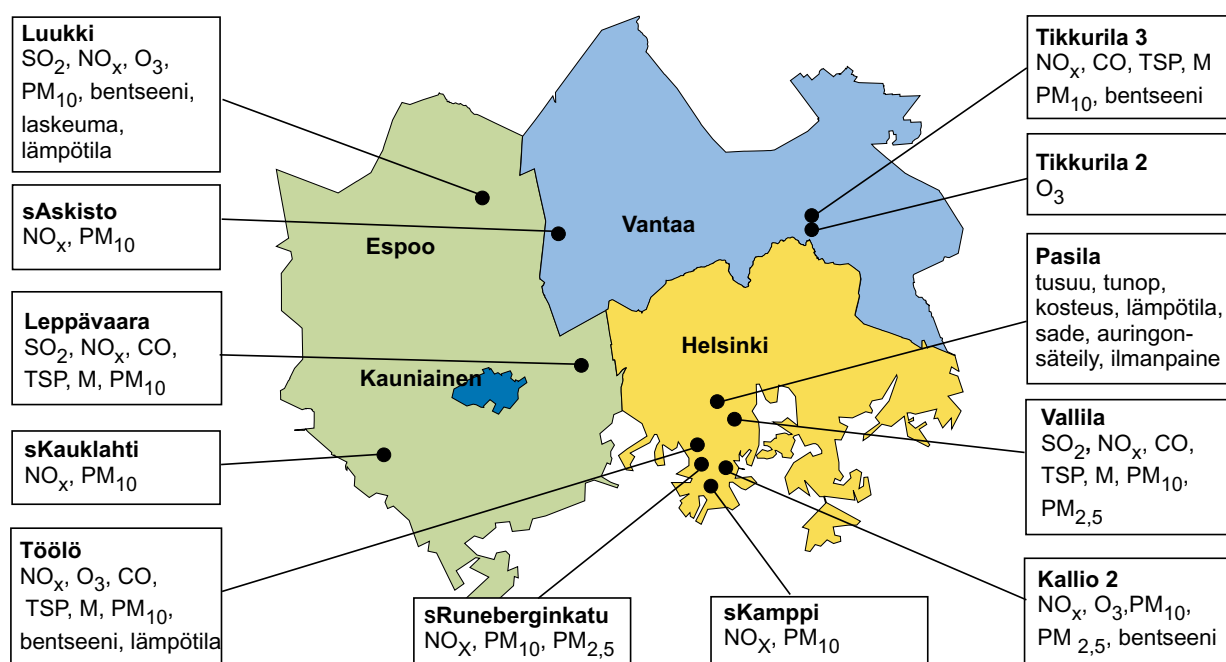 Luukki
SO₂, NOₓ, O₃,
PM₁₀, bentseeni,
laskeuma,
lämpötila
sAskisto
NOₓ, PM₁₀
Leppävaara
SO₂, NOₓ, CO,
TSP, M, PM₁₀
sKauklahti
NOₓ, PM₁₀
Töölö
NOₓ, O₃, CO,
TSP, M, PM₁₀,
bentseeni, lämpötila
Espoo
Vantaa
Kauniainen
Helsinki
sRuneberginkatu
NOₓ, PM₁₀, PM₂,₅
sKamppi
NOₓ, PM₁₀
Tikkurila 3
NOₓ, CO, TSP, M
PM₁₀, bentseeni
Tikkurila 2
O₃
Pasila
tusuu, tunop,
kosteus, lämpötila,
sade, auringon-
säteily, ilmanpaine
Vallila
SO₂, NOₓ, CO,
TSP, M, PM₁₀,
PM₂,₅
Kallio 2
NOₓ, O₃,PM₁₀,
PM ₂,₅, bentseeni